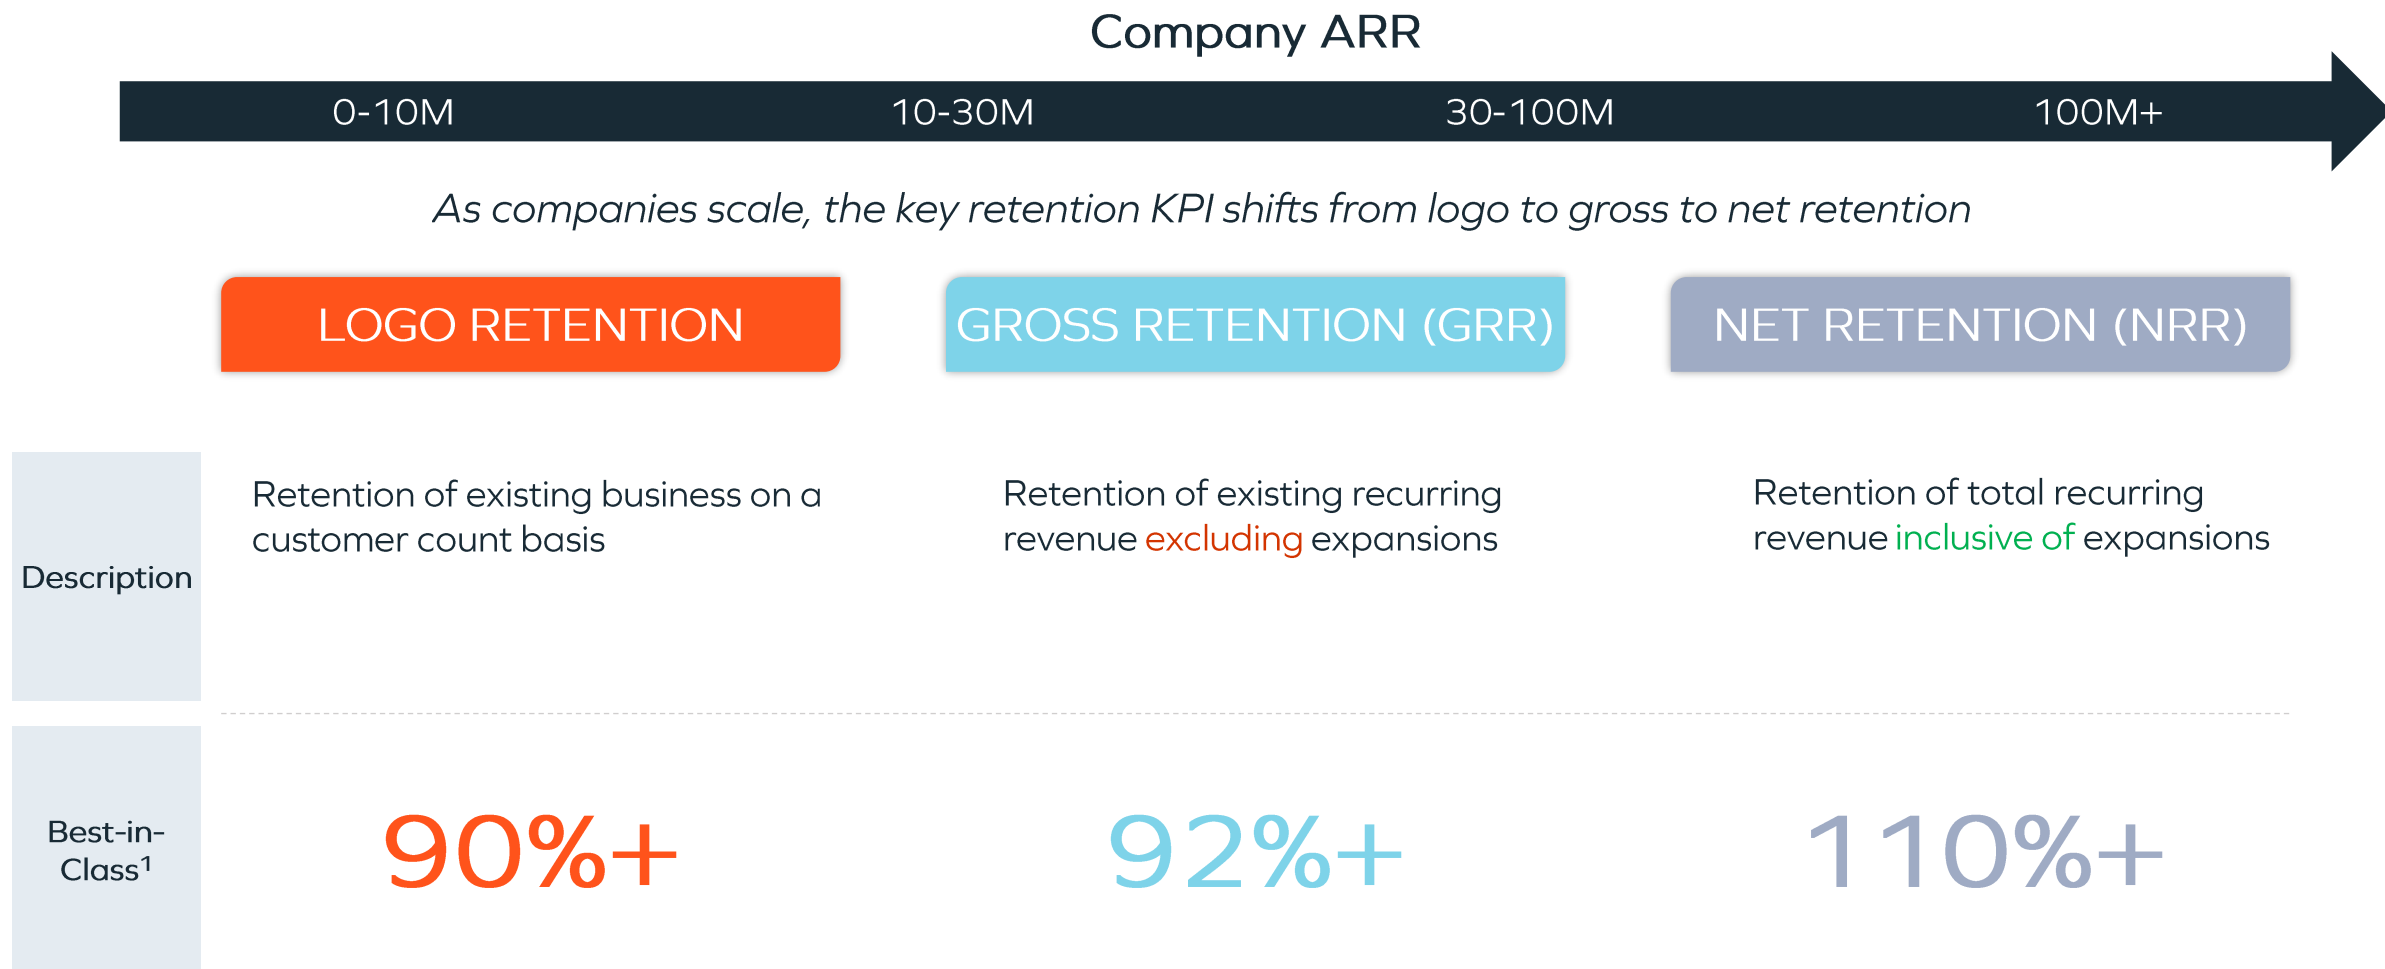 Company ARR
0-10M 10-30M 30-100M 100M+
As companies scale, the key retention KPI shifts from logo to gross to net retention
LOGO RETENTION
GROSS RETENTION (GRR)
NET RETENTION (NRR)
Description
Retention of existing business on a
customer count basis
Retention of existing recurring
revenue excluding expansions
Retention of total recurring
revenue inclusive of expansions
Best-in-
Class¹
90%+
92%+
110%+